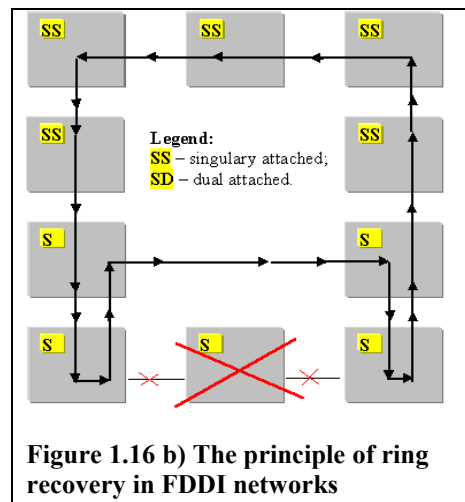 SS SS SS
SS SS
Legend:
SS – singulary attached;
SD – dual attached.
S S
S S S
Figure 1.16 b) The principle of ring
recovery in FDDI networks